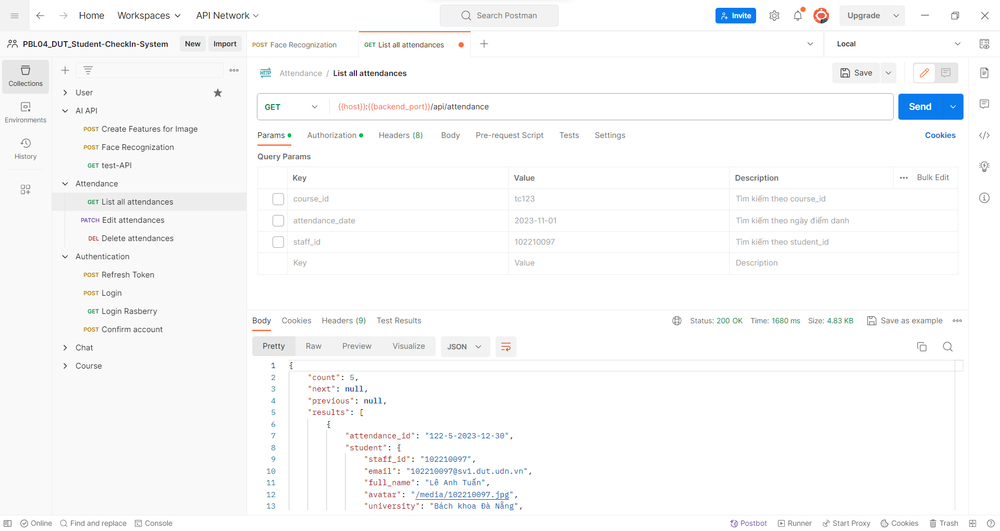 Home Workspaces API Network Search Postman Invite Upgrade
PBL04_DUT_Student-CheckIn-System New Import
POST Face Recognization GET List all attendances Local
Collections
Environments
History
User
AI API
POST Create Features for Image
POST Face Recognization
GET test-API
Attendance
GET List all attendances
PATCH Edit attendances
DEL Delete attendances
Authentication
POST Refresh Token
POST Login
GET Login Rasberry
POST Confirm account
Chat
Course
HTTP Attendance / List all attendances Save
GET {{host}}:{{backend_port}}/api/attendance Send
Params Authorization Headers (8) Body Pre-request Script Tests Settings Cookies
Query Params
Key Value Description Bulk Edit
course_id tc123 Tìm kiếm theo course_id
attendance_date 2023-11-01 Tìm kiếm theo ngày điểm danh
staff_id 102210097 Tìm kiếm theo student_id
Key Value Description
Body Cookies Headers (9) Test Results Status: 200 OK Time: 1680 ms Size: 4.83 KB Save as example
Pretty Raw Preview Visualize JSON
1 {
2 "count": 5,
3 "next": null,
4 "previous": null,
5 "results": [
6 {
7 "attendance_id": "122-5-2023-12-30",
8 "student": {
9 "staff_id": "102210097",
10 "email": "102210097@sv1.dut.udn.vn",
11 "full_name": "Lê Anh Tuấn",
12 "avatar": "/media/102210097.jpg",
13 "university": "Bách khoa Đà Nẵng",
Online Find and replace Console Postbot Runner Start Proxy Cookies Trash